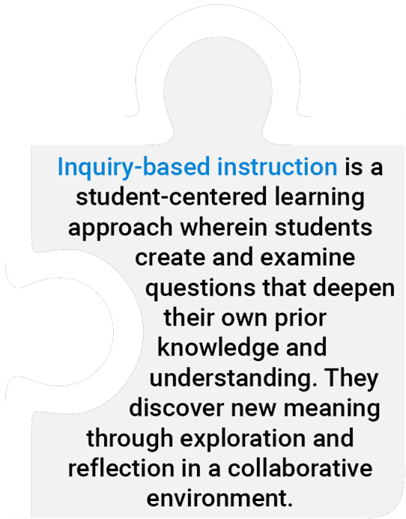 Inquiry-based instruction is a
student-centered learning
approach wherein students
create and examine
questions that deepen
their own prior
knowledge and
understanding. They
discover new meaning
through exploration and
reflection in a collaborative
environment.